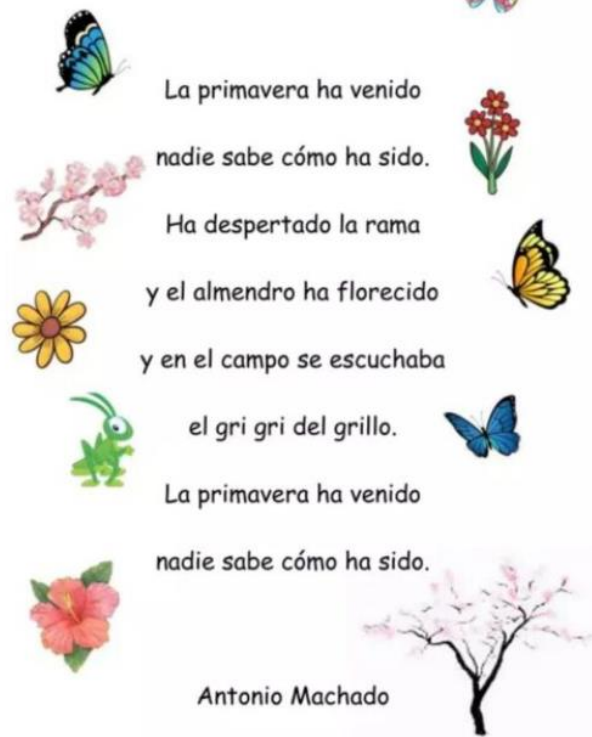 La primavera ha venido
nadie sabe cómo ha sido.
Ha despertado la rama
y el almendro ha florecido
y en el campo se escuchaba
el gri gri del grillo.
La primavera ha venido
nadie sabe cómo ha sido.
Antonio Machado